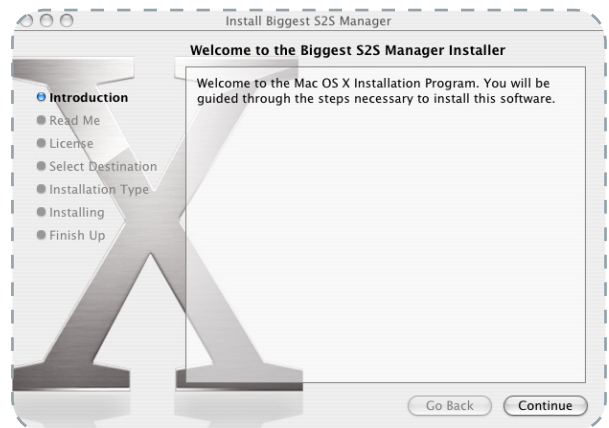 Install Biggest S2S Manager
Welcome to the Biggest S2S Manager Installer
Introduction
Read Me
License
Select Destination
Installation Type
Installing
Finish Up
Welcome to the Mac OS X Installation Program. You will be
guided through the steps necessary to install this software.
Go Back
Continue